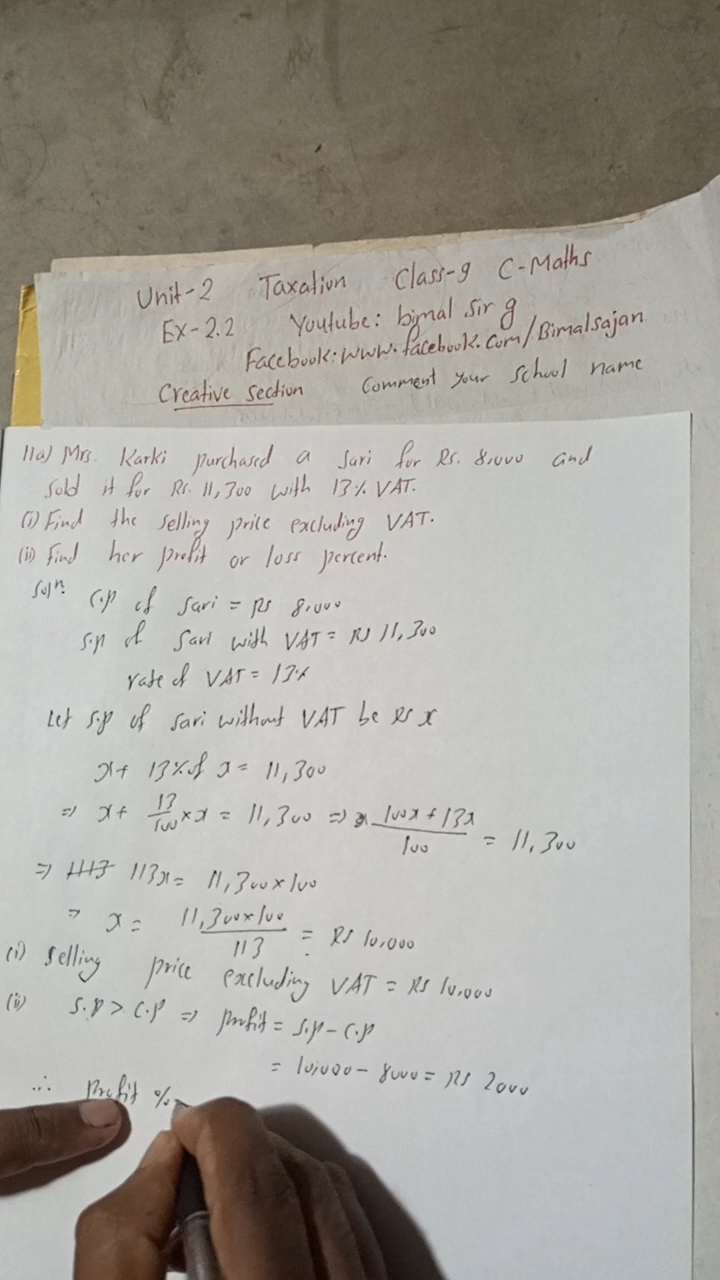 Unit-2 Taxation Class-9 C-Maths
Ex-2.2 Youtube: bimal sir g
Facebook: www.facebook.com/Bimalsajan
Creative section Comment your school name
11a) Mrs. Karki purchased a sari for Rs. 8,000 and
sold it for Rs. 11,300 with 13% VAT.
(i) Find the selling price excluding VAT.
(ii) Find her profit or loss percent.
Solⁿ: C.P of sari = Rs 8,000
S.p of sari with VAT = Rs 11,300
rate of VAT = 13%
Let s.p of sari without VAT be Rs x
x + 13% of x = 11,300
⇒ x + 13/100 × x = 11,300 ⇒ (100x + 13x)/100 = 11,300
⇒ 113x = 11,300 × 100
⇒ x = (11,300 × 100)/113 = Rs 10,000
(i) Selling price excluding VAT = Rs 10,000
(ii) S.P > C.P ⇒ profit = S.p - C.p
= 10,000 - 8000 = Rs 2000
∴ Profit % =